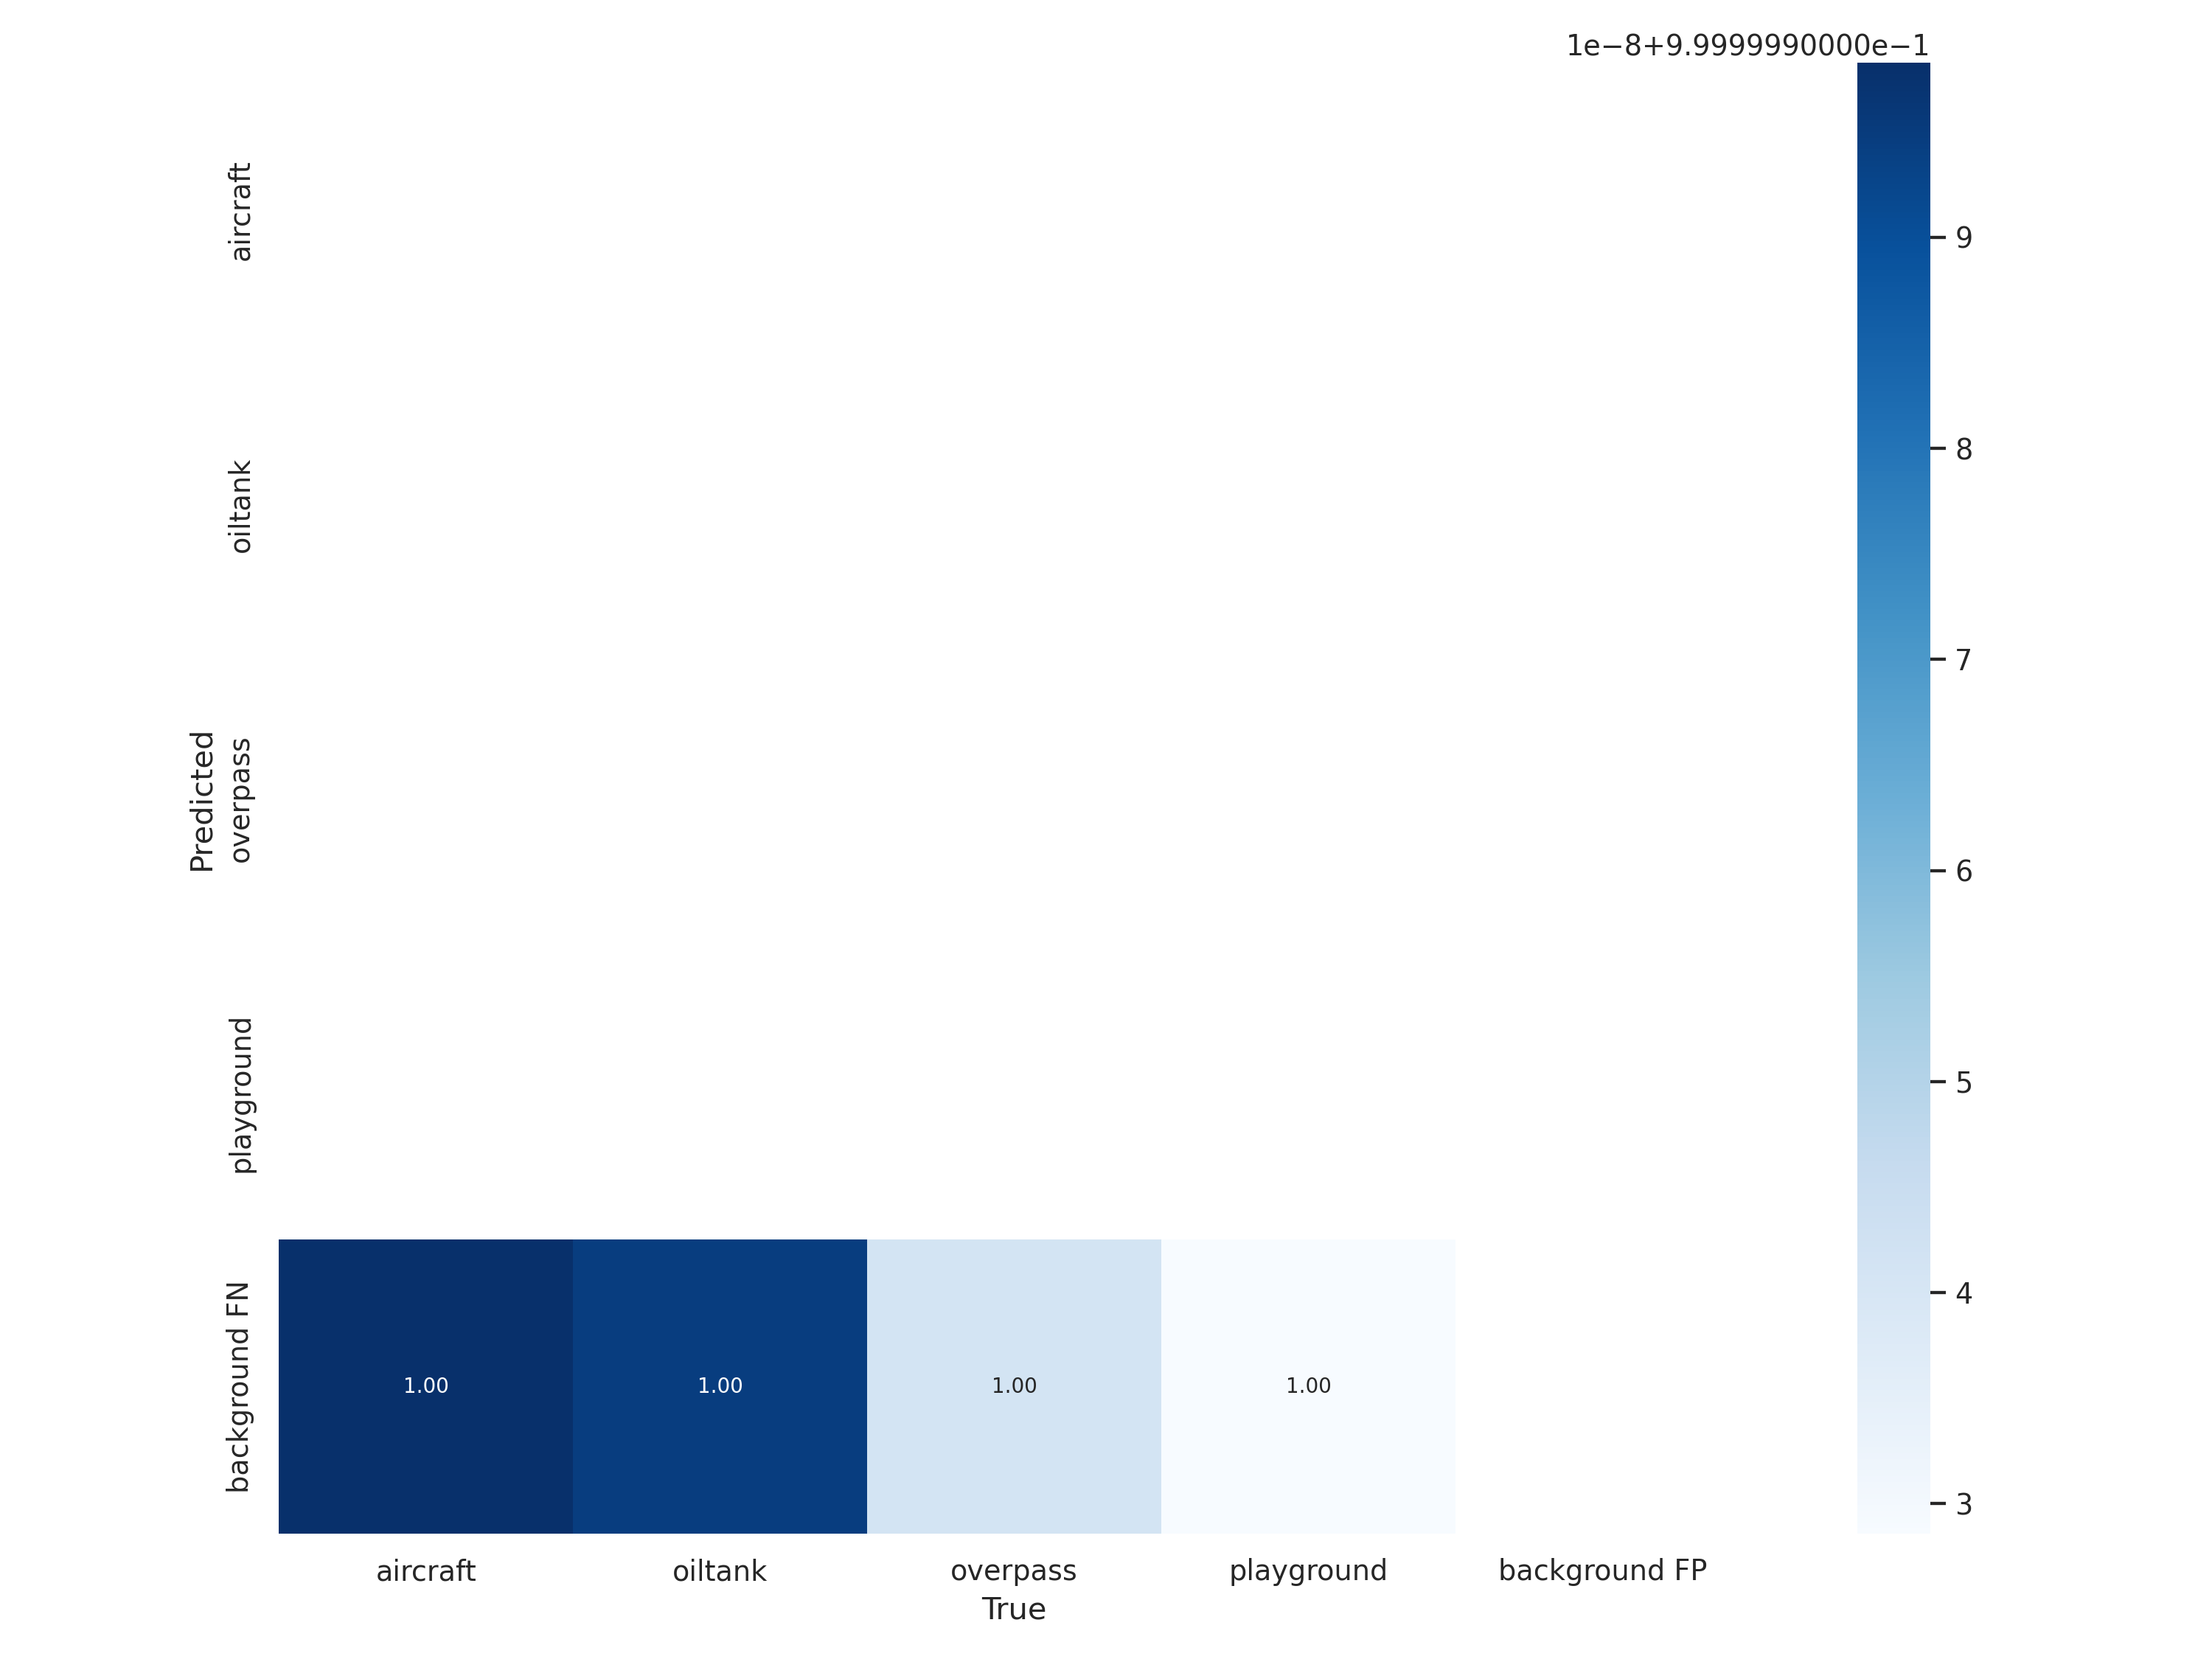 1e−8+9.9999990000e−1
9
8
7
6
5
4
3
Predicted
aircraft
oiltank
overpass
playground
background FN
1.00 1.00 1.00 1.00
aircraft oiltank overpass playground background FP
True